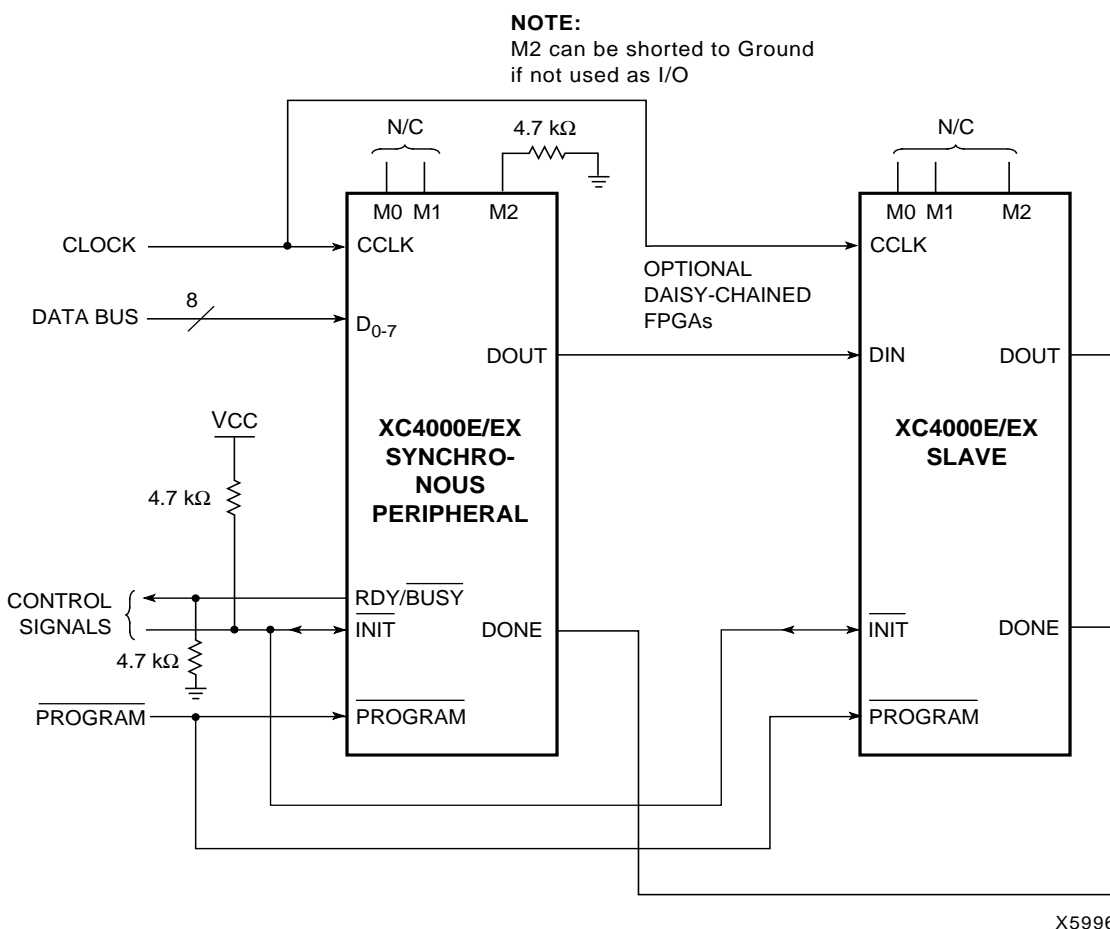 NOTE:
M2 can be shorted to Ground
if not used as I/O
N/C
4.7 kΩ
N/C
M0 M1
M2
M0 M1
M2
CLOCK
CCLK
CCLK
OPTIONAL
DAISY-CHAINED
FPGAs
8
DATA BUS
D0-7
DOUT
DIN
DOUT
VCC
XC4000E/EX
SYNCHRO-
NOUS
PERIPHERAL
XC4000E/EX
SLAVE
4.7 kΩ
CONTROL
SIGNALS
RDY/BUSY
INIT
DONE
INIT
DONE
4.7 kΩ
PROGRAM
PROGRAM
PROGRAM
X5996